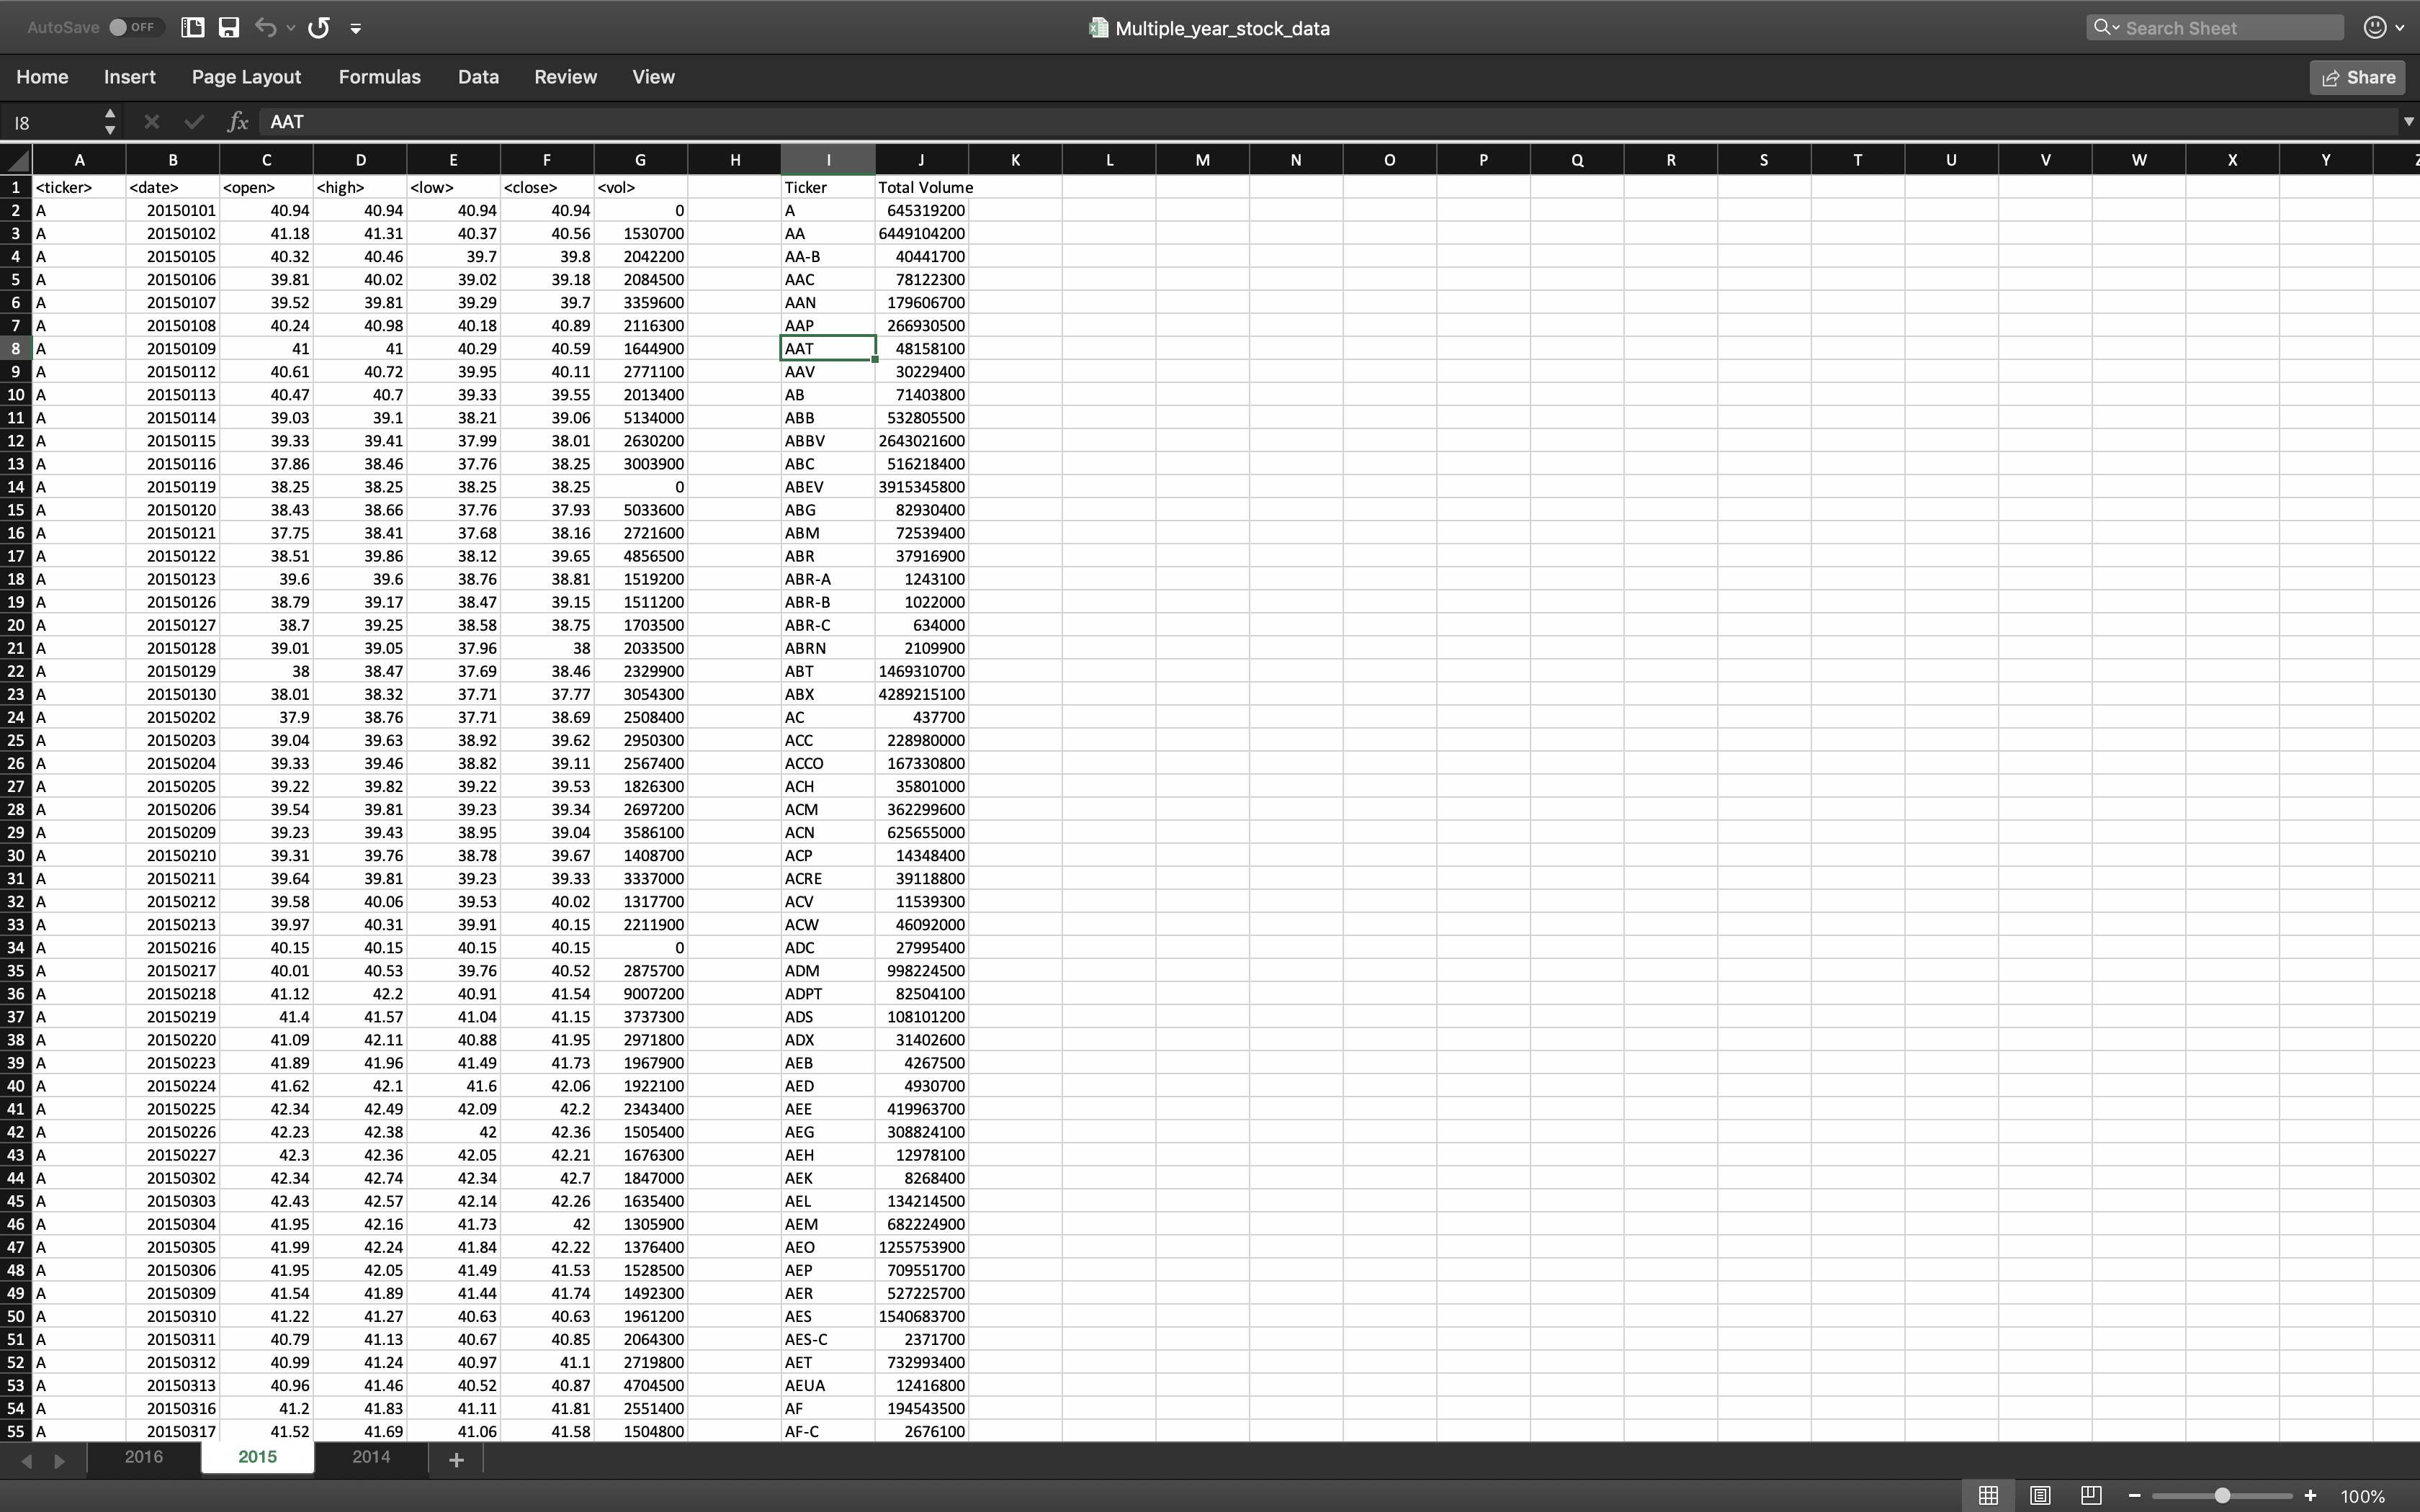 AutoSave OFF Multiple_year_stock_data Search Sheet
Home Insert Page Layout Formulas Data Review View Share
I8 fx AAT
A B C D E F G H I J K L M N O P Q R S T U V W X Y Z
1 <ticker> <date> <open> <high> <low> <close> <vol> Ticker Total Volume
2 A 20150101 40.94 40.94 40.94 40.94 0 A 645319200
3 A 20150102 41.18 41.31 40.37 40.56 1530700 AA 6449104200
4 A 20150105 40.32 40.46 39.7 39.8 2042200 AA-B 40441700
5 A 20150106 39.81 40.02 39.02 39.18 2084500 AAC 78122300
6 A 20150107 39.52 39.81 39.29 39.7 3359600 AAN 179606700
7 A 20150108 40.24 40.98 40.18 40.89 2116300 AAP 266930500
8 A 20150109 41 41 40.29 40.59 1644900 AAT 48158100
9 A 20150112 40.61 40.72 39.95 40.11 2771100 AAV 30229400
10 A 20150113 40.47 40.7 39.33 39.55 2013400 AB 71403800
11 A 20150114 39.03 39.1 38.21 39.06 5134000 ABB 532805500
12 A 20150115 39.33 39.41 37.99 38.01 2630200 ABBV 2643021600
13 A 20150116 37.86 38.46 37.76 38.25 3003900 ABC 516218400
14 A 20150119 38.25 38.25 38.25 38.25 0 ABEV 3915345800
15 A 20150120 38.43 38.66 37.76 37.93 5033600 ABG 82930400
16 A 20150121 37.75 38.41 37.68 38.16 2721600 ABM 72539400
17 A 20150122 38.51 39.86 38.12 39.65 4856500 ABR 37916900
18 A 20150123 39.6 39.6 38.76 38.81 1519200 ABR-A 1243100
19 A 20150126 38.79 39.17 38.47 39.15 1511200 ABR-B 1022000
20 A 20150127 38.7 39.25 38.58 38.75 1703500 ABR-C 634000
21 A 20150128 39.01 39.05 37.96 38 2033500 ABRN 2109900
22 A 20150129 38 38.47 37.69 38.46 2329900 ABT 1469310700
23 A 20150130 38.01 38.32 37.71 37.77 3054300 ABX 4289215100
24 A 20150202 37.9 38.76 37.71 38.69 2508400 AC 437700
25 A 20150203 39.04 39.63 38.92 39.62 2950300 ACC 228980000
26 A 20150204 39.33 39.46 38.82 39.11 2567400 ACCO 167330800
27 A 20150205 39.22 39.82 39.22 39.53 1826300 ACH 35801000
28 A 20150206 39.54 39.81 39.23 39.34 2697200 ACM 362299600
29 A 20150209 39.23 39.43 38.95 39.04 3586100 ACN 625655000
30 A 20150210 39.31 39.76 38.78 39.67 1408700 ACP 14348400
31 A 20150211 39.64 39.81 39.23 39.33 3337000 ACRE 39118800
32 A 20150212 39.58 40.06 39.53 40.02 1317700 ACV 11539300
33 A 20150213 39.97 40.31 39.91 40.15 2211900 ACW 46092000
34 A 20150216 40.15 40.15 40.15 40.15 0 ADC 27995400
35 A 20150217 40.01 40.53 39.76 40.52 2875700 ADM 998224500
36 A 20150218 41.12 42.2 40.91 41.54 9007200 ADPT 82504100
37 A 20150219 41.4 41.57 41.04 41.15 3737300 ADS 108101200
38 A 20150220 41.09 42.11 40.88 41.95 2971800 ADX 31402600
39 A 20150223 41.89 41.96 41.49 41.73 1967900 AEB 4267500
40 A 20150224 41.62 42.1 41.6 42.06 1922100 AED 4930700
41 A 20150225 42.34 42.49 42.09 42.2 2343400 AEE 419963700
42 A 20150226 42.23 42.38 42 42.36 1505400 AEG 308824100
43 A 20150227 42.3 42.36 42.05 42.21 1676300 AEH 12978100
44 A 20150302 42.34 42.74 42.34 42.7 1847000 AEK 8268400
45 A 20150303 42.43 42.57 42.14 42.26 1635400 AEL 134214500
46 A 20150304 41.95 42.16 41.73 42 1305900 AEM 682224900
47 A 20150305 41.99 42.24 41.84 42.22 1376400 AEO 1255753900
48 A 20150306 41.95 42.05 41.49 41.53 1528500 AEP 709551700
49 A 20150309 41.54 41.89 41.44 41.74 1492300 AER 527225700
50 A 20150310 41.22 41.27 40.63 40.63 1961200 AES 1540683700
51 A 20150311 40.79 41.13 40.67 40.85 2064300 AES-C 2371700
52 A 20150312 40.99 41.24 40.97 41.1 2719800 AET 732993400
53 A 20150313 40.96 41.46 40.52 40.87 4704500 AEUA 12416800
54 A 20150316 41.2 41.83 41.11 41.81 2551400 AF 194543500
55 A 20150317 41.52 41.69 41.06 41.58 1504800 AF-C 2676100
2016 2015 2014 +
100%